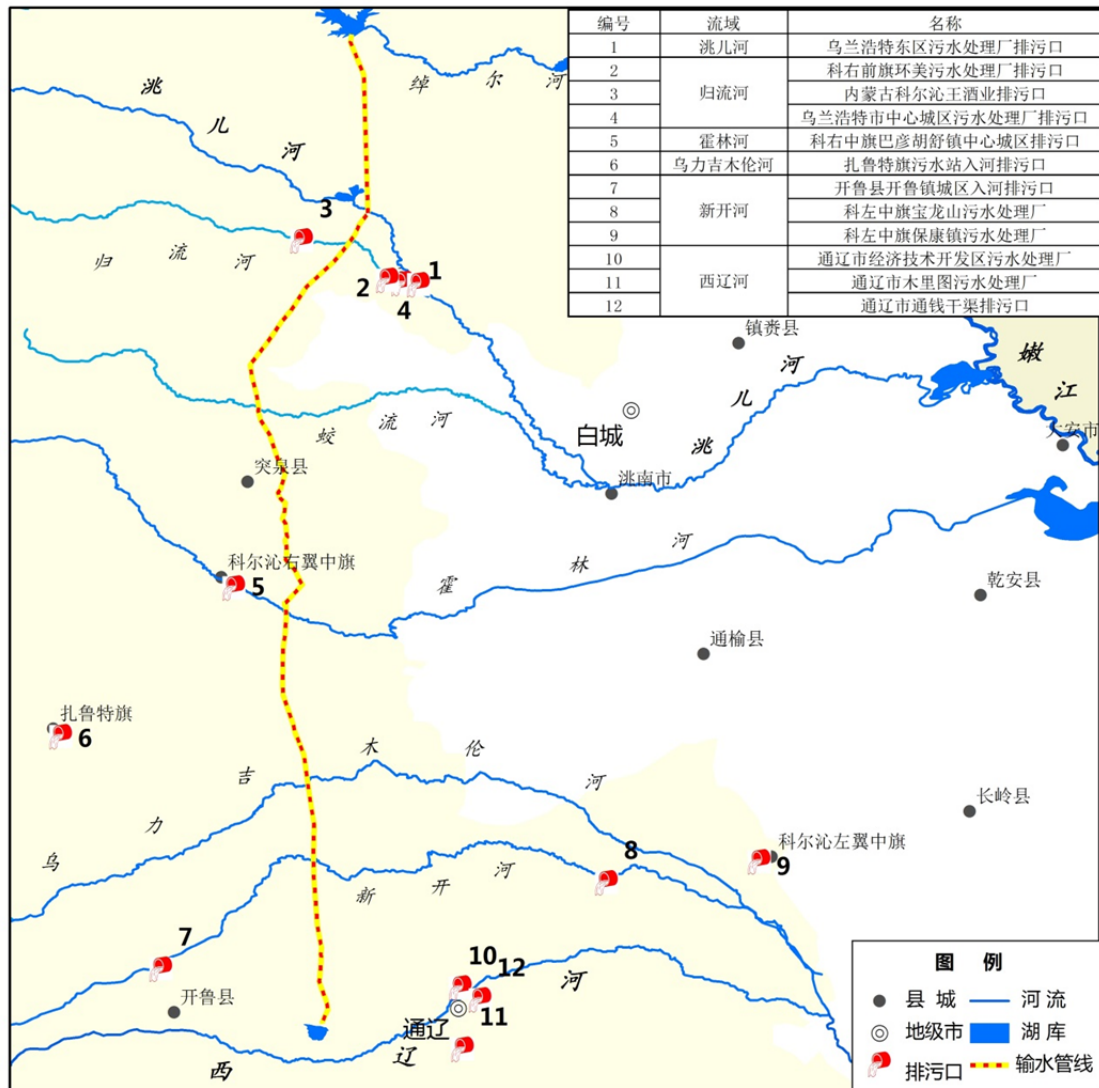 编号 流域 名称
1 洮儿河 乌兰浩特东区污水处理厂排污口
2 科右前旗环美污水处理厂排污口
3 归流河 内蒙古科尔沁王酒业排污口
4 乌兰浩特市中心城区污水处理厂排污口
5 霍林河 科右中旗巴彦胡舒镇中心城区排污口
6 乌力吉木伦河 扎鲁特旗污水站入河排污口
7 开鲁县开鲁镇城区入河排污口
8 新开河 科左中旗宝龙山污水处理厂
9 科左中旗保康镇污水处理厂
10 通辽市经济技术开发区污水处理厂
11 西辽河 通辽市木里图污水处理厂
12 通辽市通钱干渠排污口
绰尔河
洮儿河
3
归流河
1
2
4
镇赉县
嫩江
洮儿河
白城
大安市
蛟流河
突泉县
洮南市
科尔沁右翼中旗
5
霍林河
乾安县
通榆县
扎鲁特旗
6
乌力吉木伦河
长岭县
科尔沁左翼中旗
8
9
新开河
7
10
12
开鲁县
通辽
11
西辽河
图例
县城 河流
地级市 湖库
排污口 输水管线